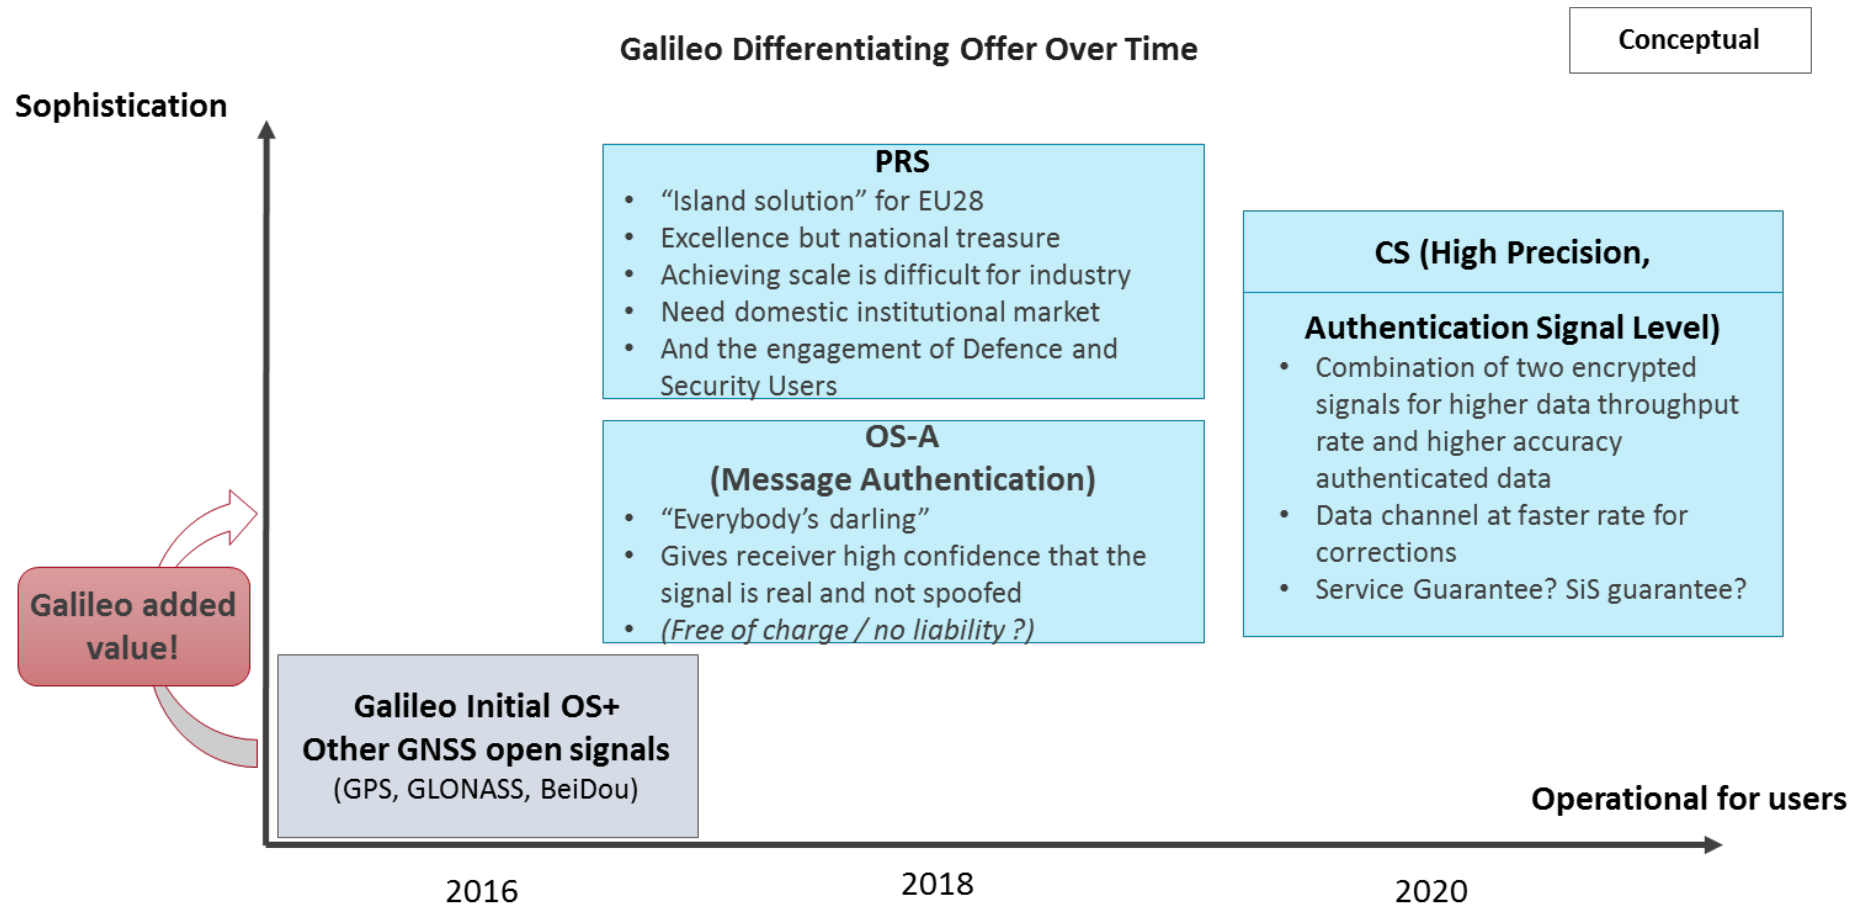 Galileo Differentiating Offer Over Time
Conceptual
Sophistication
PRS
• “Island solution” for EU28
• Excellence but national treasure
• Achieving scale is difficult for industry
• Need domestic institutional market
• And the engagement of Defence and
Security Users
OS-A
(Message Authentication)
• “Everybody’s darling”
• Gives receiver high confidence that the
signal is real and not spoofed
• (Free of charge / no liability ?)
CS (High Precision,
Authentication Signal Level)
• Combination of two encrypted
signals for higher data throughput
rate and higher accuracy
authenticated data
• Data channel at faster rate for
corrections
• Service Guarantee? SiS guarantee?
Galileo added
value!
Galileo Initial OS+
Other GNSS open signals
(GPS, GLONASS, BeiDou)
Operational for users
2016
2018
2020